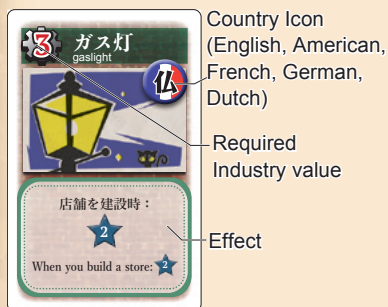 3 ガス灯
gaslight
仏
店舗を建設時：
2
When you build a store: 2
Country Icon
(English, American,
French, German,
Dutch)
Required
Industry value
Effect